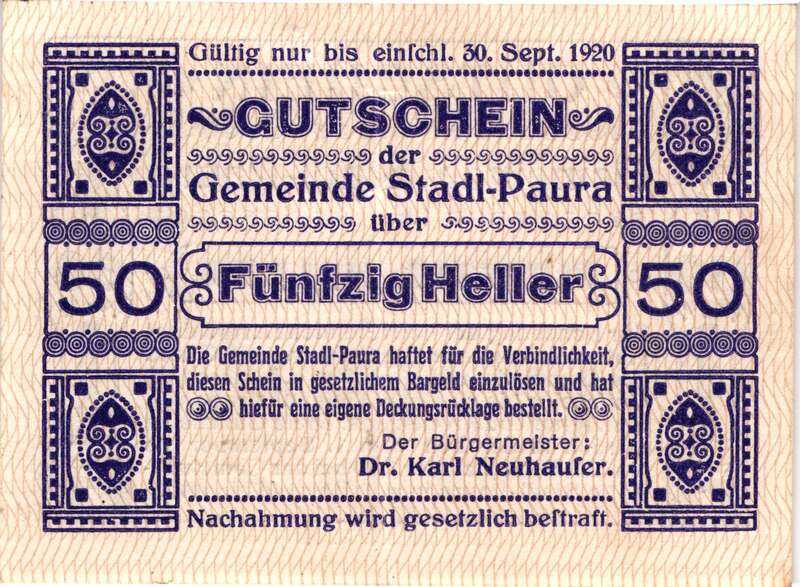 Gültig nur bis einſchl. 30. Sept. 1920
GUTSCHEIN
der
Gemeinde Stadl-Paura
über
50 Fünfzig Heller 50
Die Gemeinde Stadl-Paura haftet für die Verbindlichkeit,
diesen Schein in gesetzlichem Bargeld einzulösen und hat
hiefür eine eigene Deckungsrücklage bestellt.
Der Bürgermeister:
Dr. Karl Neuhauſer.
Nachahmung wird gesetzlich beſtraft.